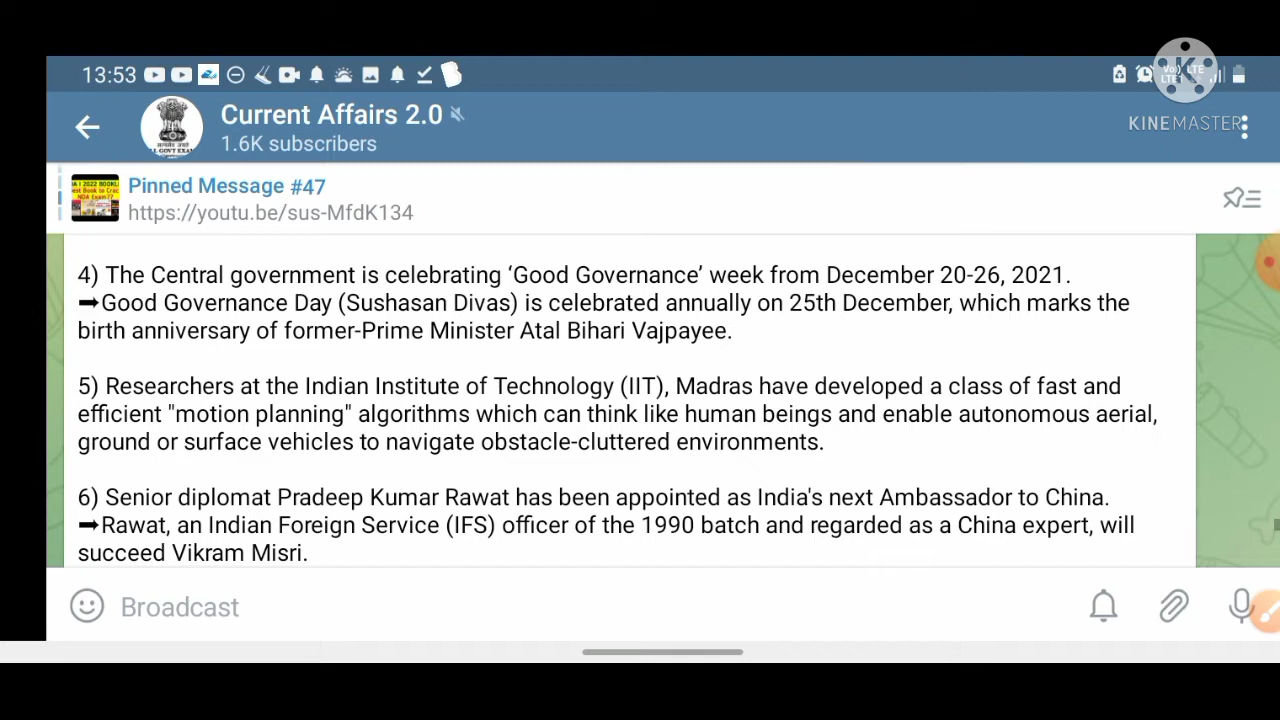 13:53
Vo) LTE
LTE1
KINEMASTER
Current Affairs 2.0
1.6K subscribers
Pinned Message #47
https://youtu.be/sus-MfdK134
4) The Central government is celebrating ‘Good Governance’ week from December 20-26, 2021.
➡Good Governance Day (Sushasan Divas) is celebrated annually on 25th December, which marks the
birth anniversary of former-Prime Minister Atal Bihari Vajpayee.
5) Researchers at the Indian Institute of Technology (IIT), Madras have developed a class of fast and
efficient "motion planning" algorithms which can think like human beings and enable autonomous aerial,
ground or surface vehicles to navigate obstacle-cluttered environments.
6) Senior diplomat Pradeep Kumar Rawat has been appointed as India's next Ambassador to China.
➡Rawat, an Indian Foreign Service (IFS) officer of the 1990 batch and regarded as a China expert, will
succeed Vikram Misri.
Broadcast